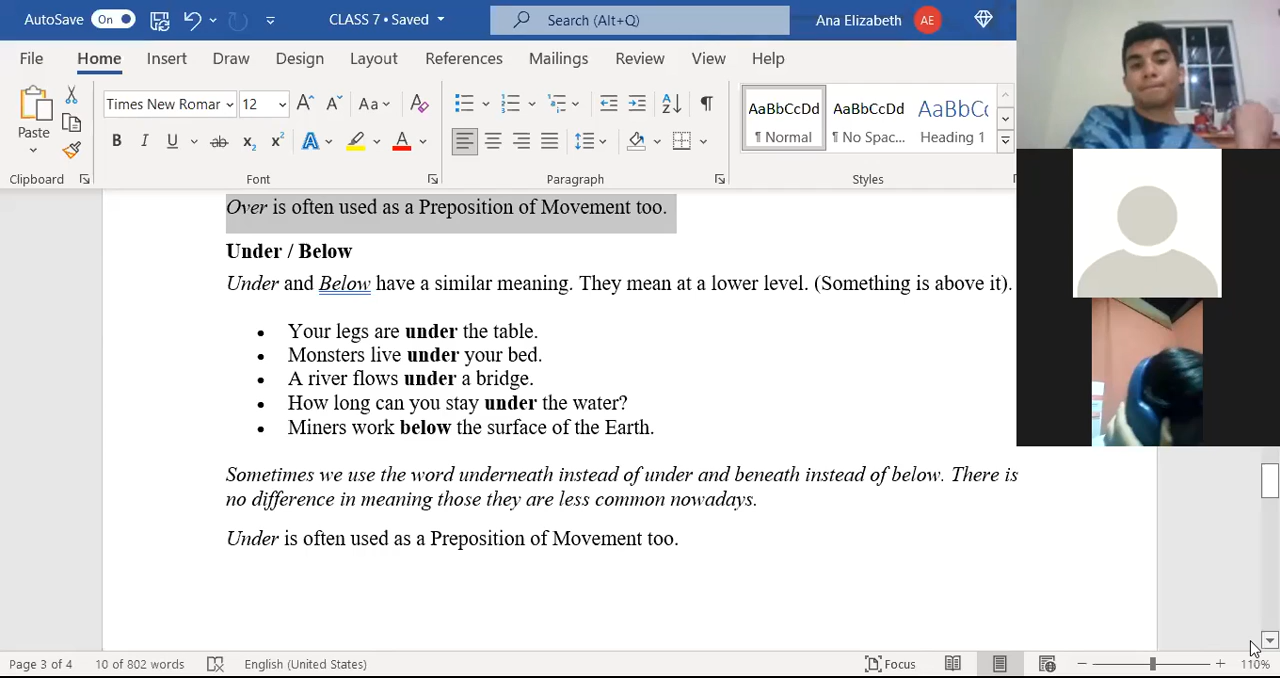 AutoSave On CLASS 7 • Saved Search (Alt+Q) Ana Elizabeth AE
File Home Insert Draw Design Layout References Mailings Review View Help
Times New Romar 12 Aa A A AaBbCcDd AaBbCcDd AaBbCc
Paste B I U ab x2 x2 A A ¶ Normal ¶ No Spac... Heading 1
Clipboard Font Paragraph Styles
Over is often used as a Preposition of Movement too.
Under / Below
Under and Below have a similar meaning. They mean at a lower level. (Something is above it).
• Your legs are under the table.
• Monsters live under your bed.
• A river flows under a bridge.
• How long can you stay under the water?
• Miners work below the surface of the Earth.
Sometimes we use the word underneath instead of under and beneath instead of below. There is
no difference in meaning those they are less common nowadays.
Under is often used as a Preposition of Movement too.
Page 3 of 4 10 of 802 words English (United States) Focus 110%